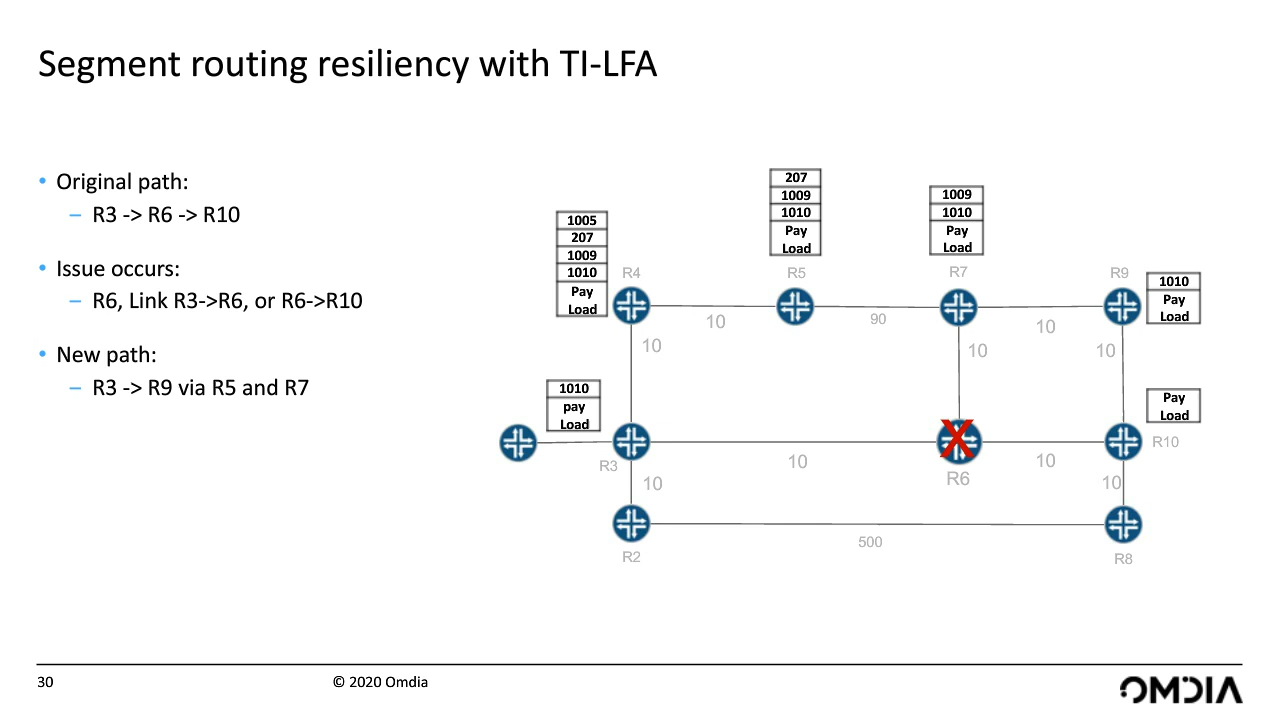 Segment routing resiliency with TI-LFA
• Original path:
– R3 -> R6 -> R10
• Issue occurs:
– R6, Link R3->R6, or R6->R10
• New path:
– R3 -> R9 via R5 and R7
1005
207
1009
1010
Pay
Load
R4
207
1009
1010
Pay
Load
R5
1009
1010
Pay
Load
R7
R9
1010
Pay
Load
10
90
10
10
10
10
1010
pay
Load
Pay
Load
R3
10
X
10
R10
R6
10
10
R2
500
R8
30
© 2020 Omdia
OMDIA